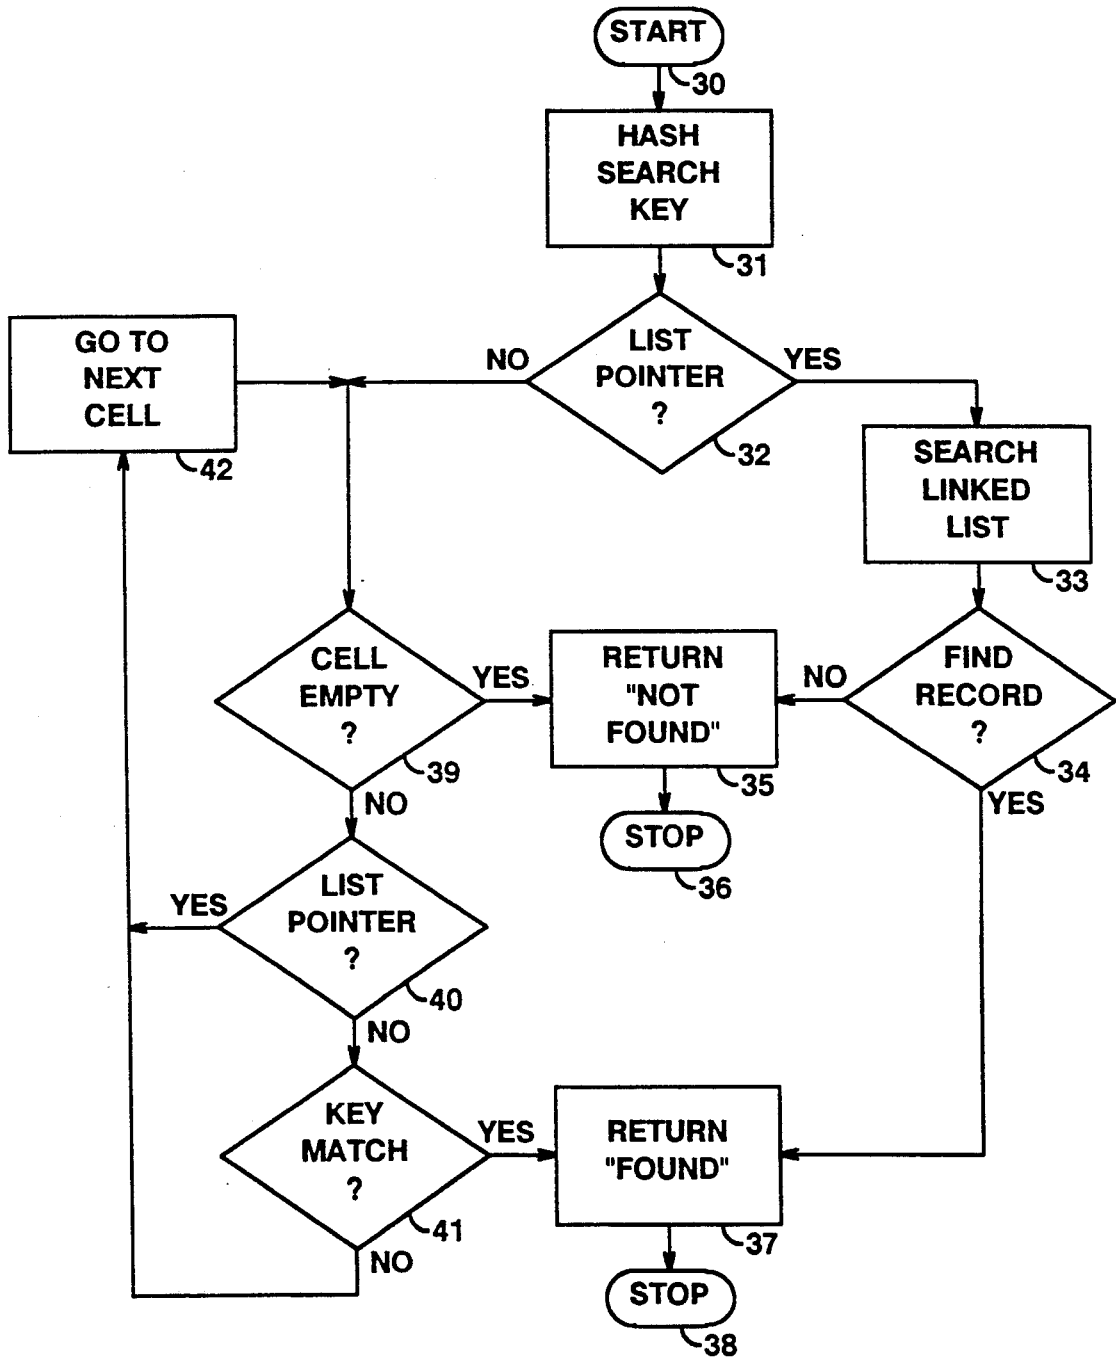 START
30
HASH
SEARCH
KEY
31
LIST
POINTER
?
32
NO
YES
GO TO
NEXT
CELL
42
SEARCH
LINKED
LIST
33
CELL
EMPTY
?
39
YES
NO
RETURN
"NOT
FOUND"
35
STOP
36
FIND
RECORD
?
34
NO
YES
LIST
POINTER
?
40
YES
NO
KEY
MATCH
?
41
YES
NO
RETURN
"FOUND"
37
STOP
38